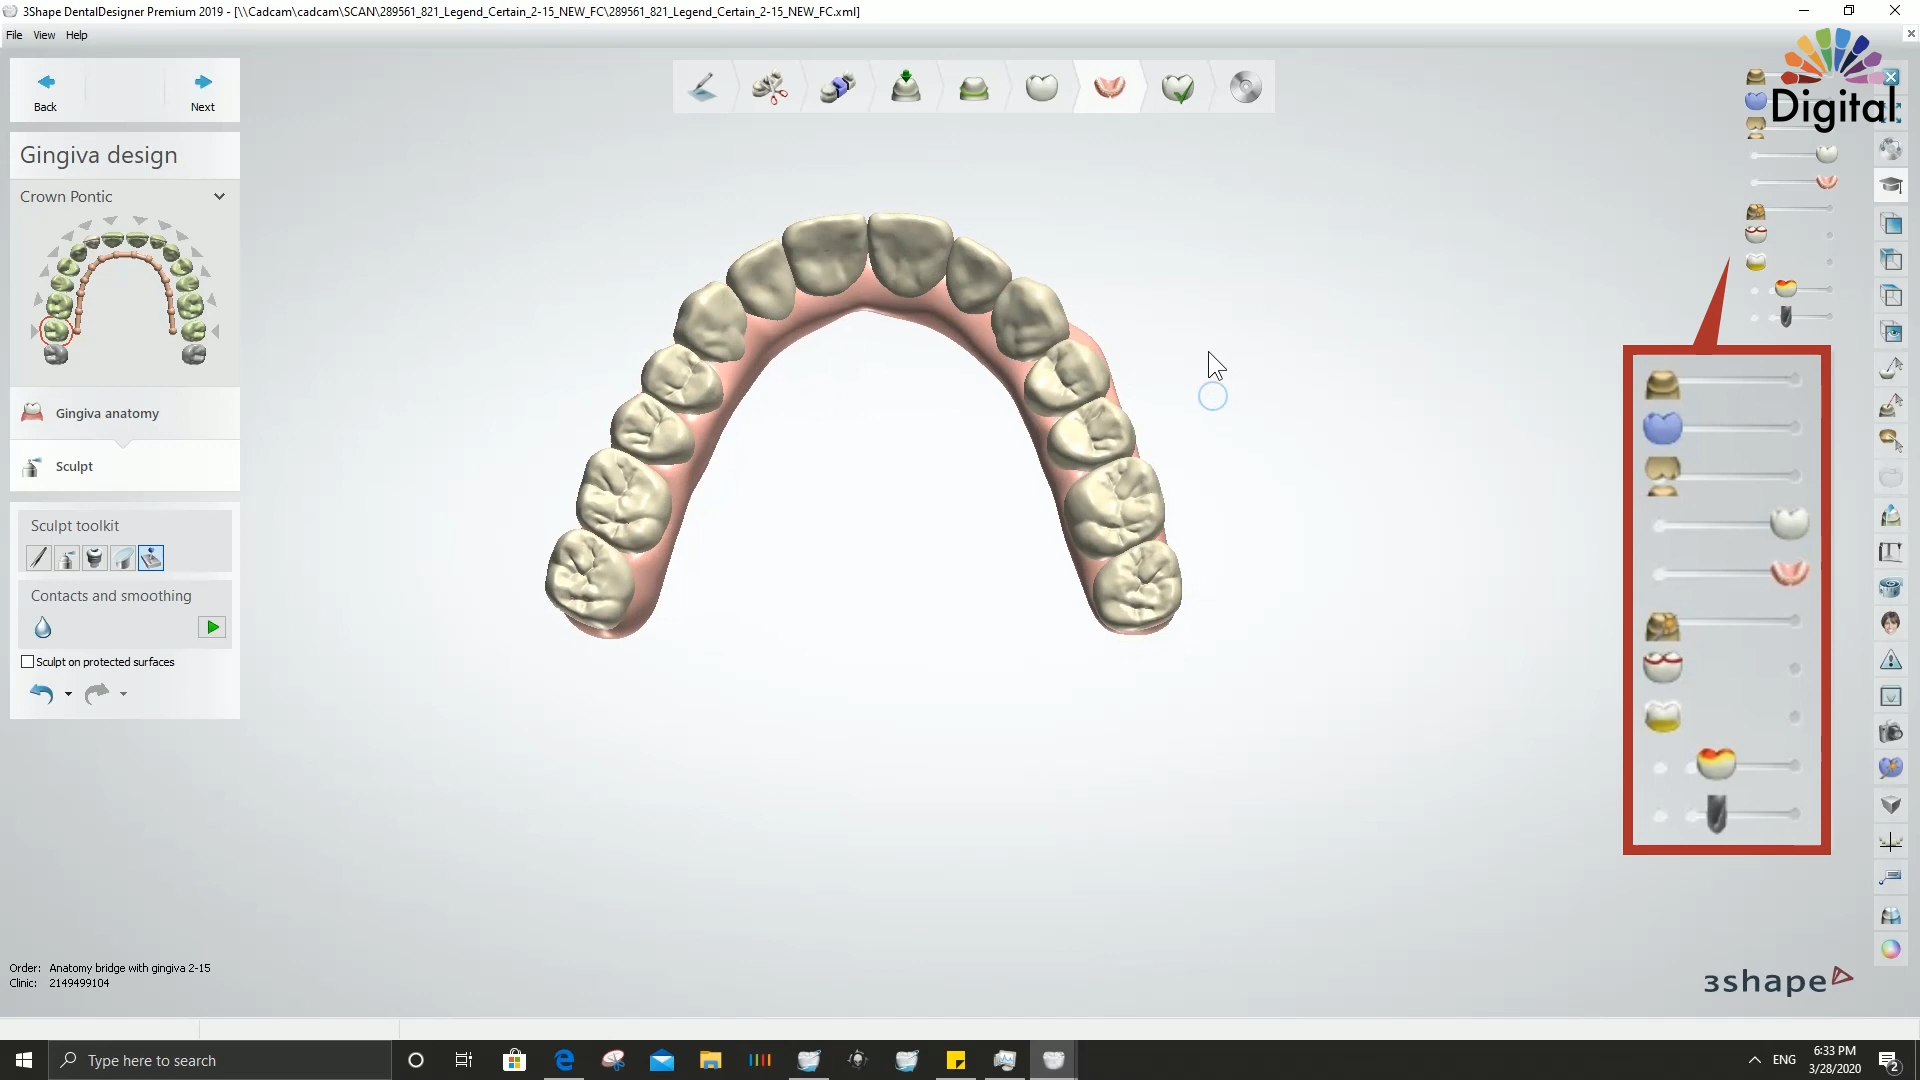 3Shape DentalDesigner Premium 2019 - [\\Cadcam\cadcam\SCAN\289561_821_Legend_Certain_2-15_NEW_FC\289561_821_Legend_Certain_2-15_NEW_FC.xml]
File View Help
Back Next
Digital
Gingiva design
Crown Pontic
Gingiva anatomy
Sculpt
Sculpt toolkit
Contacts and smoothing
Sculpt on protected surfaces
Order: Anatomy bridge with gingiva 2-15
Clinic: 2149499104
3shape
Type here to search
ENG
6:33 PM
3/28/2020
2